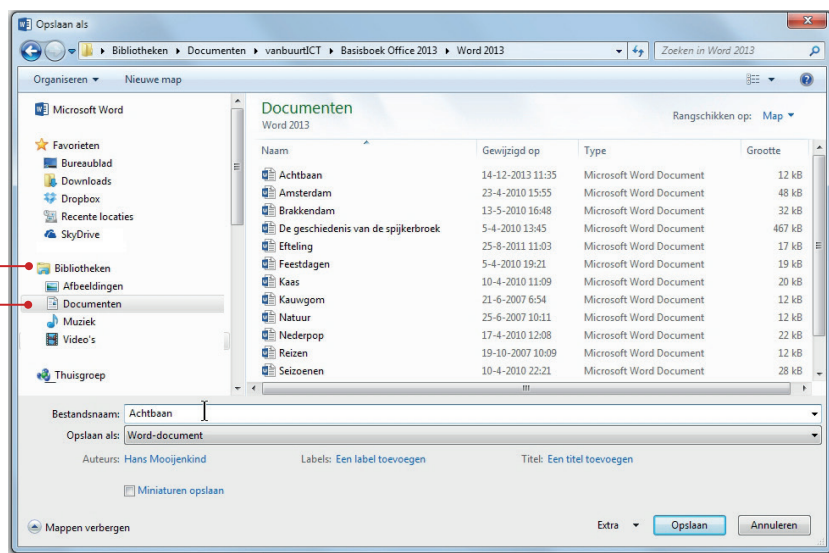 Opslaan als
Bibliotheken Documenten vanbuurtICT Basisboek Office 2013 Word 2013
Zoeken in Word 2013
Organiseren Nieuwe map
Microsoft Word
Favorieten
Bureaublad
Downloads
Dropbox
Recente locaties
SkyDrive
Bibliotheken
Afbeeldingen
Documenten
Muziek
Video's
Thuisgroep
Documenten
Word 2013
Rangschikken op: Map
Naam Gewijzigd op Type Grootte
Achtbaan 14-12-2013 11:35 Microsoft Word Document 12 kB
Amsterdam 23-4-2010 15:55 Microsoft Word Document 48 kB
Brakkendam 13-5-2010 16:48 Microsoft Word Document 32 kB
De geschiedenis van de spijkerbroek 5-4-2010 13:45 Microsoft Word Document 467 kB
Efteling 25-8-2011 11:03 Microsoft Word Document 17 kB
Feestdagen 5-4-2010 19:21 Microsoft Word Document 19 kB
Kaas 10-4-2010 11:09 Microsoft Word Document 20 kB
Kauwgom 21-6-2007 6:54 Microsoft Word Document 12 kB
Natuur 25-6-2007 10:11 Microsoft Word Document 12 kB
Nederpop 17-4-2010 12:08 Microsoft Word Document 22 kB
Reizen 19-10-2007 10:09 Microsoft Word Document 12 kB
Seizoenen 10-4-2010 22:21 Microsoft Word Document 28 kB
Bestandsnaam: Achtbaan
Opslaan als: Word-document
Auteurs: Hans Mooijenkind Labels: Een label toevoegen Titel: Een titel toevoegen
Miniaturen opslaan
Mappen verbergen Extra Opslaan Annuleren